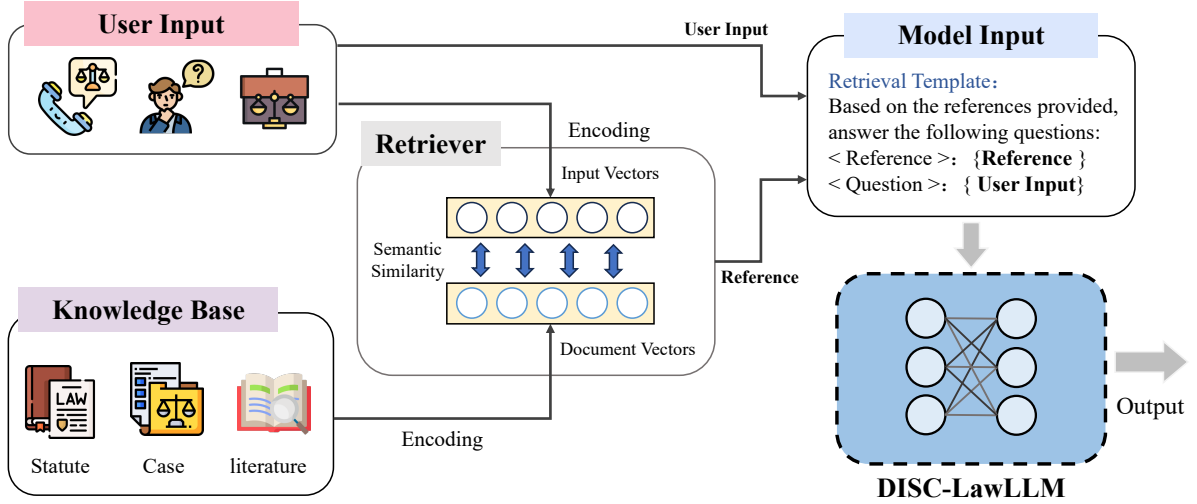 User Input
?
Knowledge Base
LAW
Statute
Case
literature
Encoding
Encoding
Retriever
Input Vectors
Semantic
Similarity
Document Vectors
User Input
Reference
Model Input
Retrieval Template：
Based on the references provided,
answer the following questions:
< Reference >： {Reference }
< Question >： { User Input}
DISC-LawLLM
Output